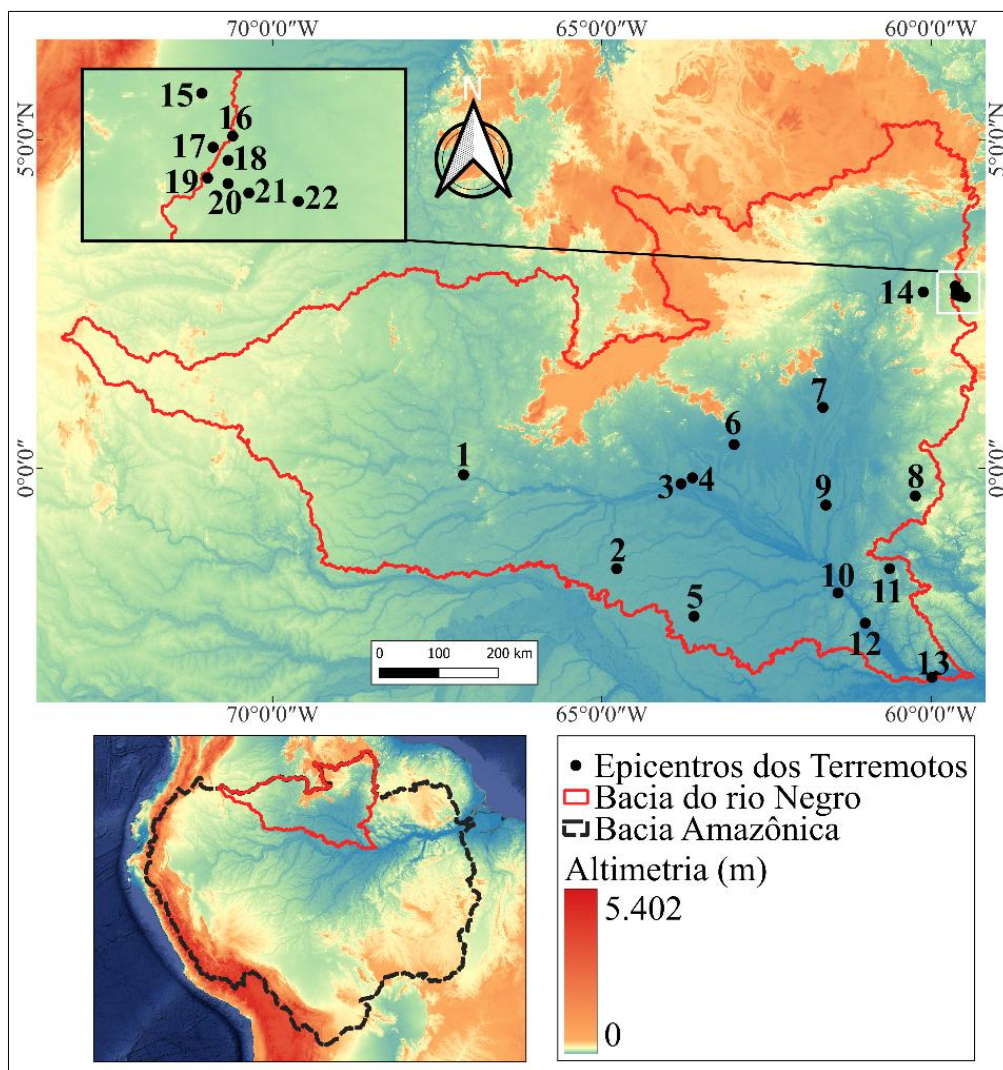 70°0'0"W 65°0'0"W 60°0'0"W
5°0'0"N
0°0'0"
N
15
16
17
18
19
20
21
22
14
7
6
1
3
4
8
9
2
5
10
11
12
13
0 100 200 km
70°0'0"W 65°0'0"W 60°0'0"W
5°0'0"N
0°0'0"
Epicentros dos Terremotos
Bacia do rio Negro
Bacia Amazônica
Altimetria (m)
5.402
0